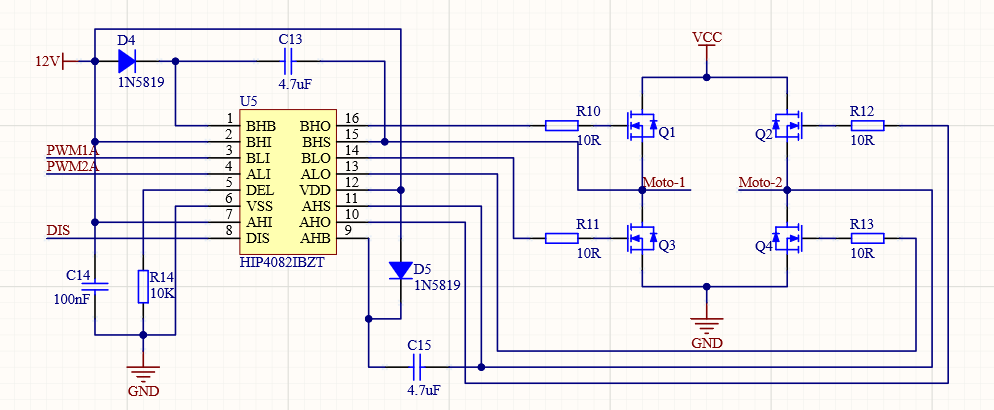 D4
C13
VCC
12V
1N5819
4.7uF
U5
1 BHB BHO 16
2 BHI BHS 15
3 BLI BLO 14
4 ALI ALO 13
5 DEL VDD 12
6 VSS AHS 11
7 AHI AHO 10
8 DIS AHB 9
HIP4082IBZT
PWM1A
PWM2A
DIS
R10
10R
Q1
Q2
R12
10R
Moto-1
Moto-2
R11
10R
Q3
Q4
R13
10R
C14
100nF
R14
10K
D5
1N5819
GND
C15
4.7uF
GND